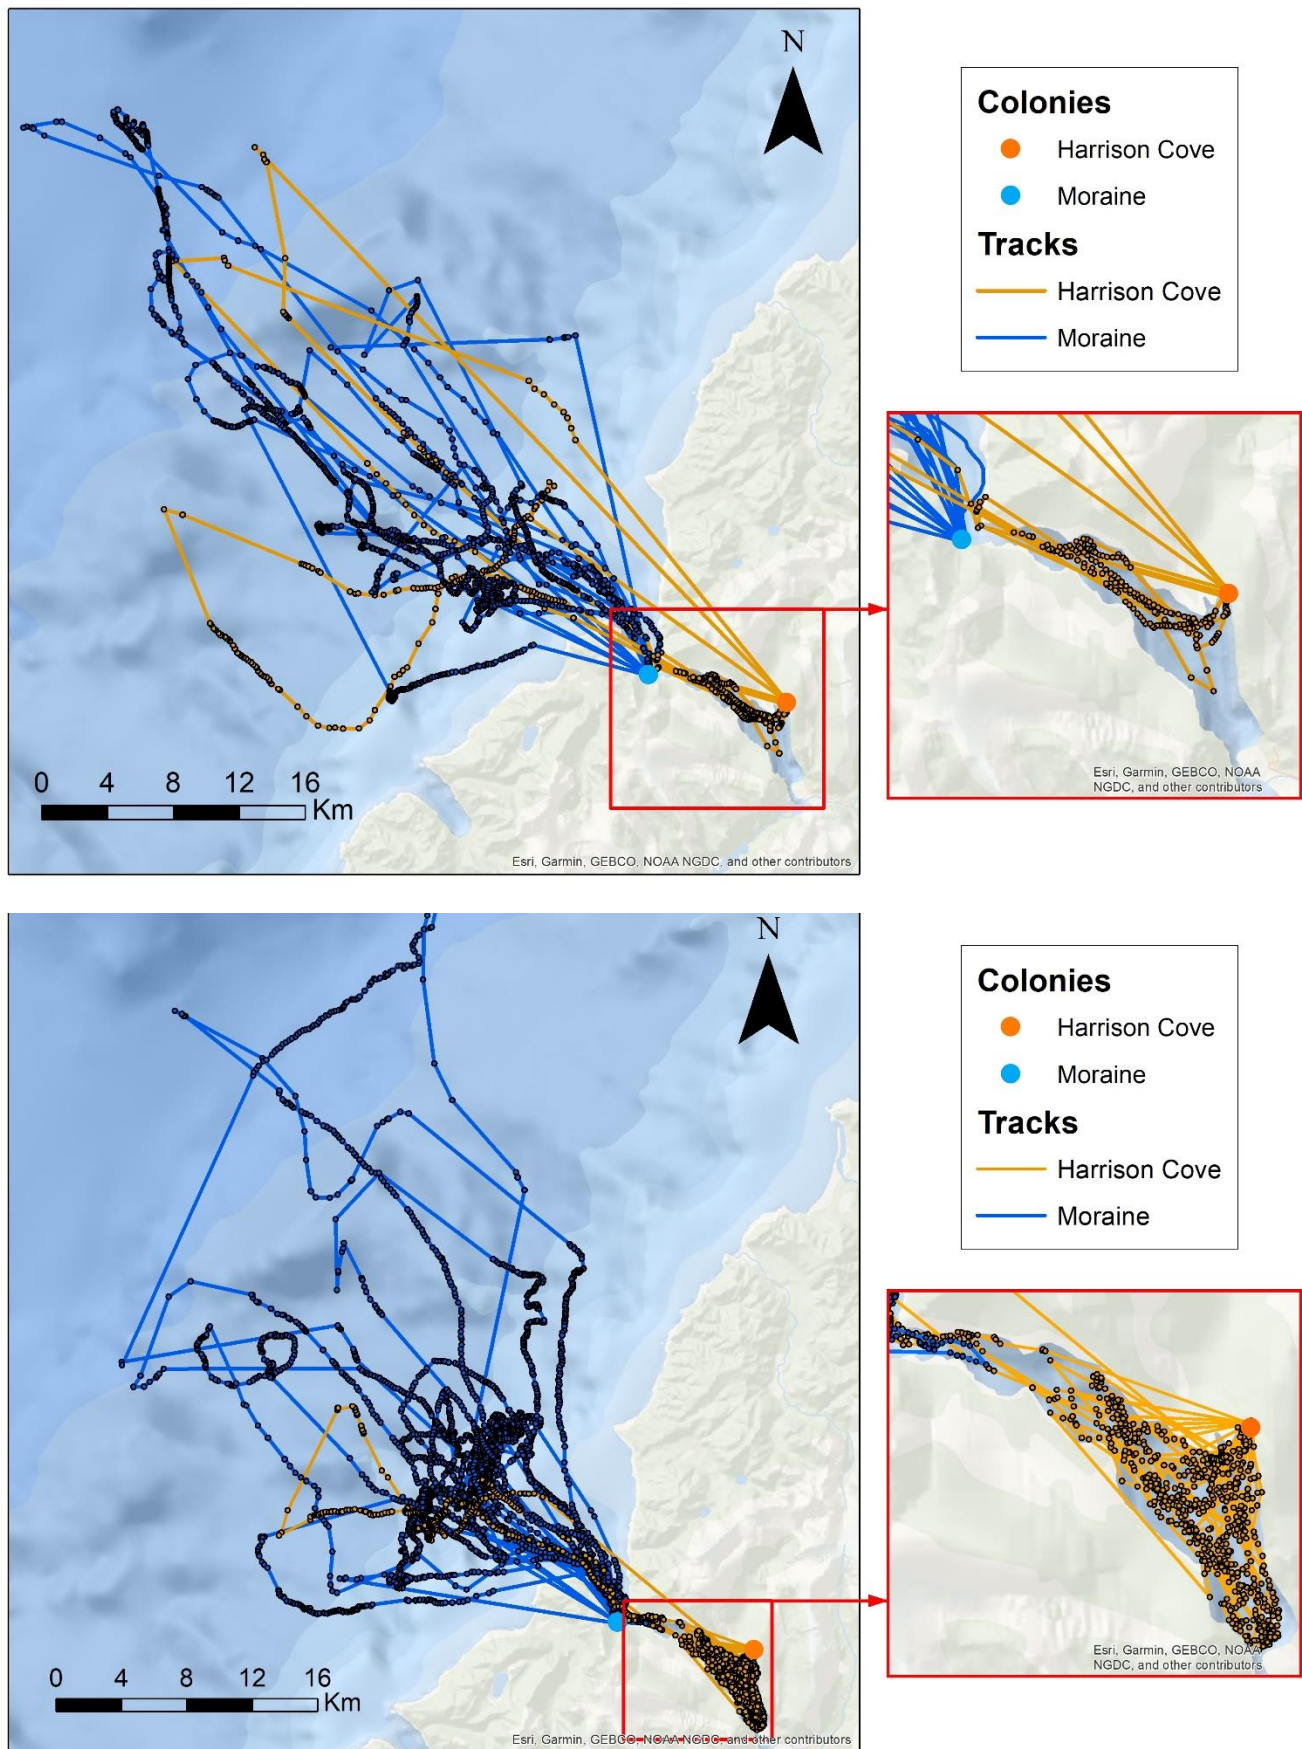 N
Colonies
Harrison Cove
Moraine
Tracks
Harrison Cove
Moraine
0 4 8 12 16
Km
Esri, Garmin, GEBCO, NOAA NGDC, and other contributors
Esri, Garmin, GEBCO, NOAA
NGDC, and other contributors
N
Colonies
Harrison Cove
Moraine
Tracks
Harrison Cove
Moraine
0 4 8 12 16
Km
Esri, Garmin, GEBCO, NOAA NGDC, and other contributors
Esri, Garmin, GEBCO, NOAA
NGDC, and other contributors